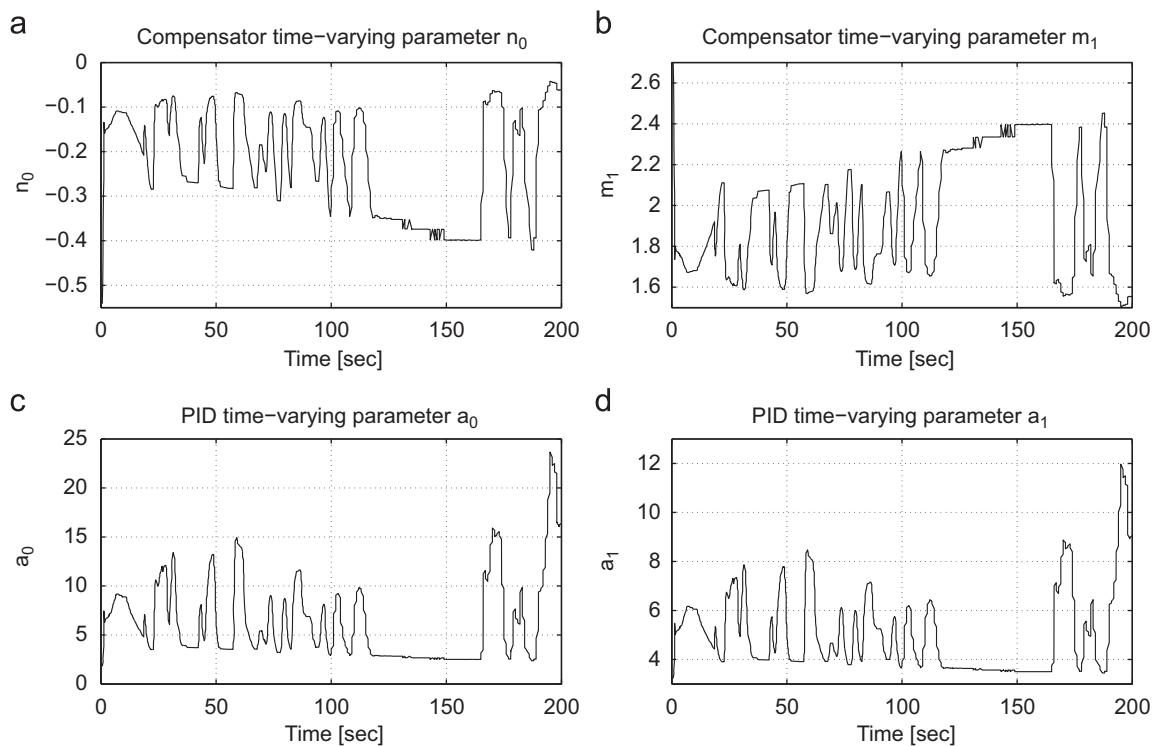 a
Compensator time−varying parameter n0
0
−0.1
−0.2
−0.3
−0.4
−0.5
n0
0
50
100
150
200
Time [sec]
b
Compensator time−varying parameter m1
2.6
2.4
2.2
2
1.8
1.6
m1
0
50
100
150
200
Time [sec]
c
PID time−varying parameter a0
25
20
15
10
5
0
a0
0
50
100
150
200
Time [sec]
d
PID time−varying parameter a1
12
10
8
6
4
a1
0
50
100
150
200
Time [sec]